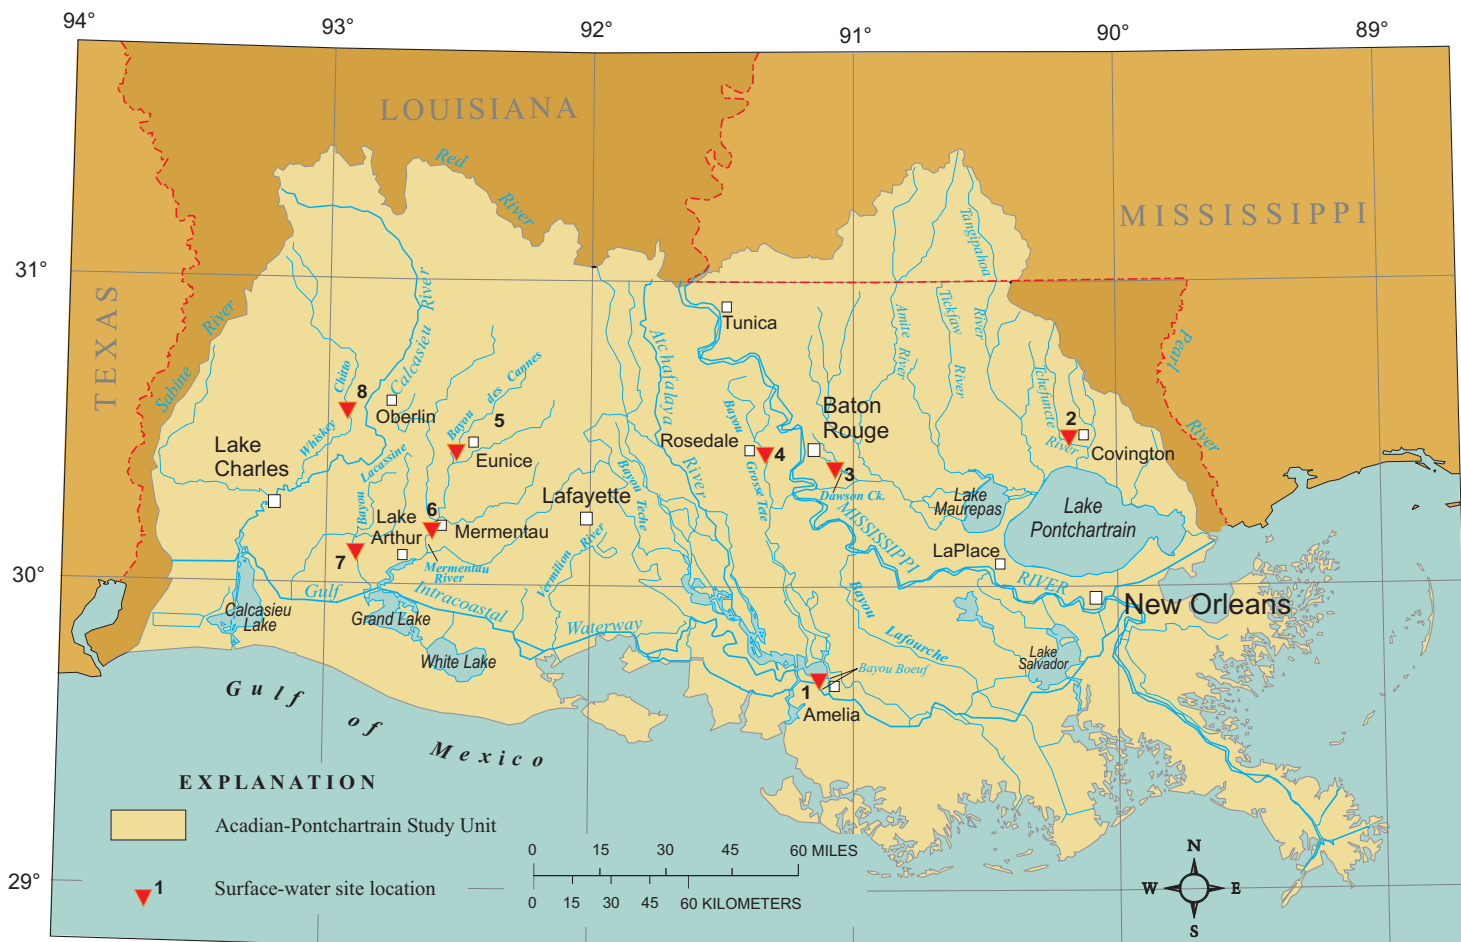 94°
93°
92°
91°
90°
89°
LOUISIANA
MISSISSIPPI
TEXAS
31°
30°
29°
Red
River
Sabine
River
Calcasieu
River
Whiskey
Chitto
8
Oberlin
Bayou
des
Cannes
5
Eunice
Lake
Charles
Bayou
Lacassine
6
Mermentau
Lake
Arthur
7
Mermentau
River
Lafayette
Vermilion
River
Gulf
Intracoastal
Waterway
Calcasieu
Lake
Grand Lake
White Lake
Atchafalaya
River
Bayou
Teche
Tunica
Baton
Rouge
Rosedale
4
Bayou
Grosse Tete
3
Dawson Ck.
MISSISSIPPI
RIVER
Amite
River
Tickfaw
River
Tangipahoa
River
Tchefuncte
River
2
Covington
Pearl
River
Lake
Maurepas
Lake
Pontchartrain
LaPlace
New Orleans
Bayou
Lafourche
Lake
Salvador
Bayou Boeuf
1
Amelia
Gulf
of
Mexico
EXPLANATION
Acadian-Pontchartrain Study Unit
1
Surface-water site location
0 15 30 45 60 MILES
0 15 30 45 60 KILOMETERS
N
W
E
S